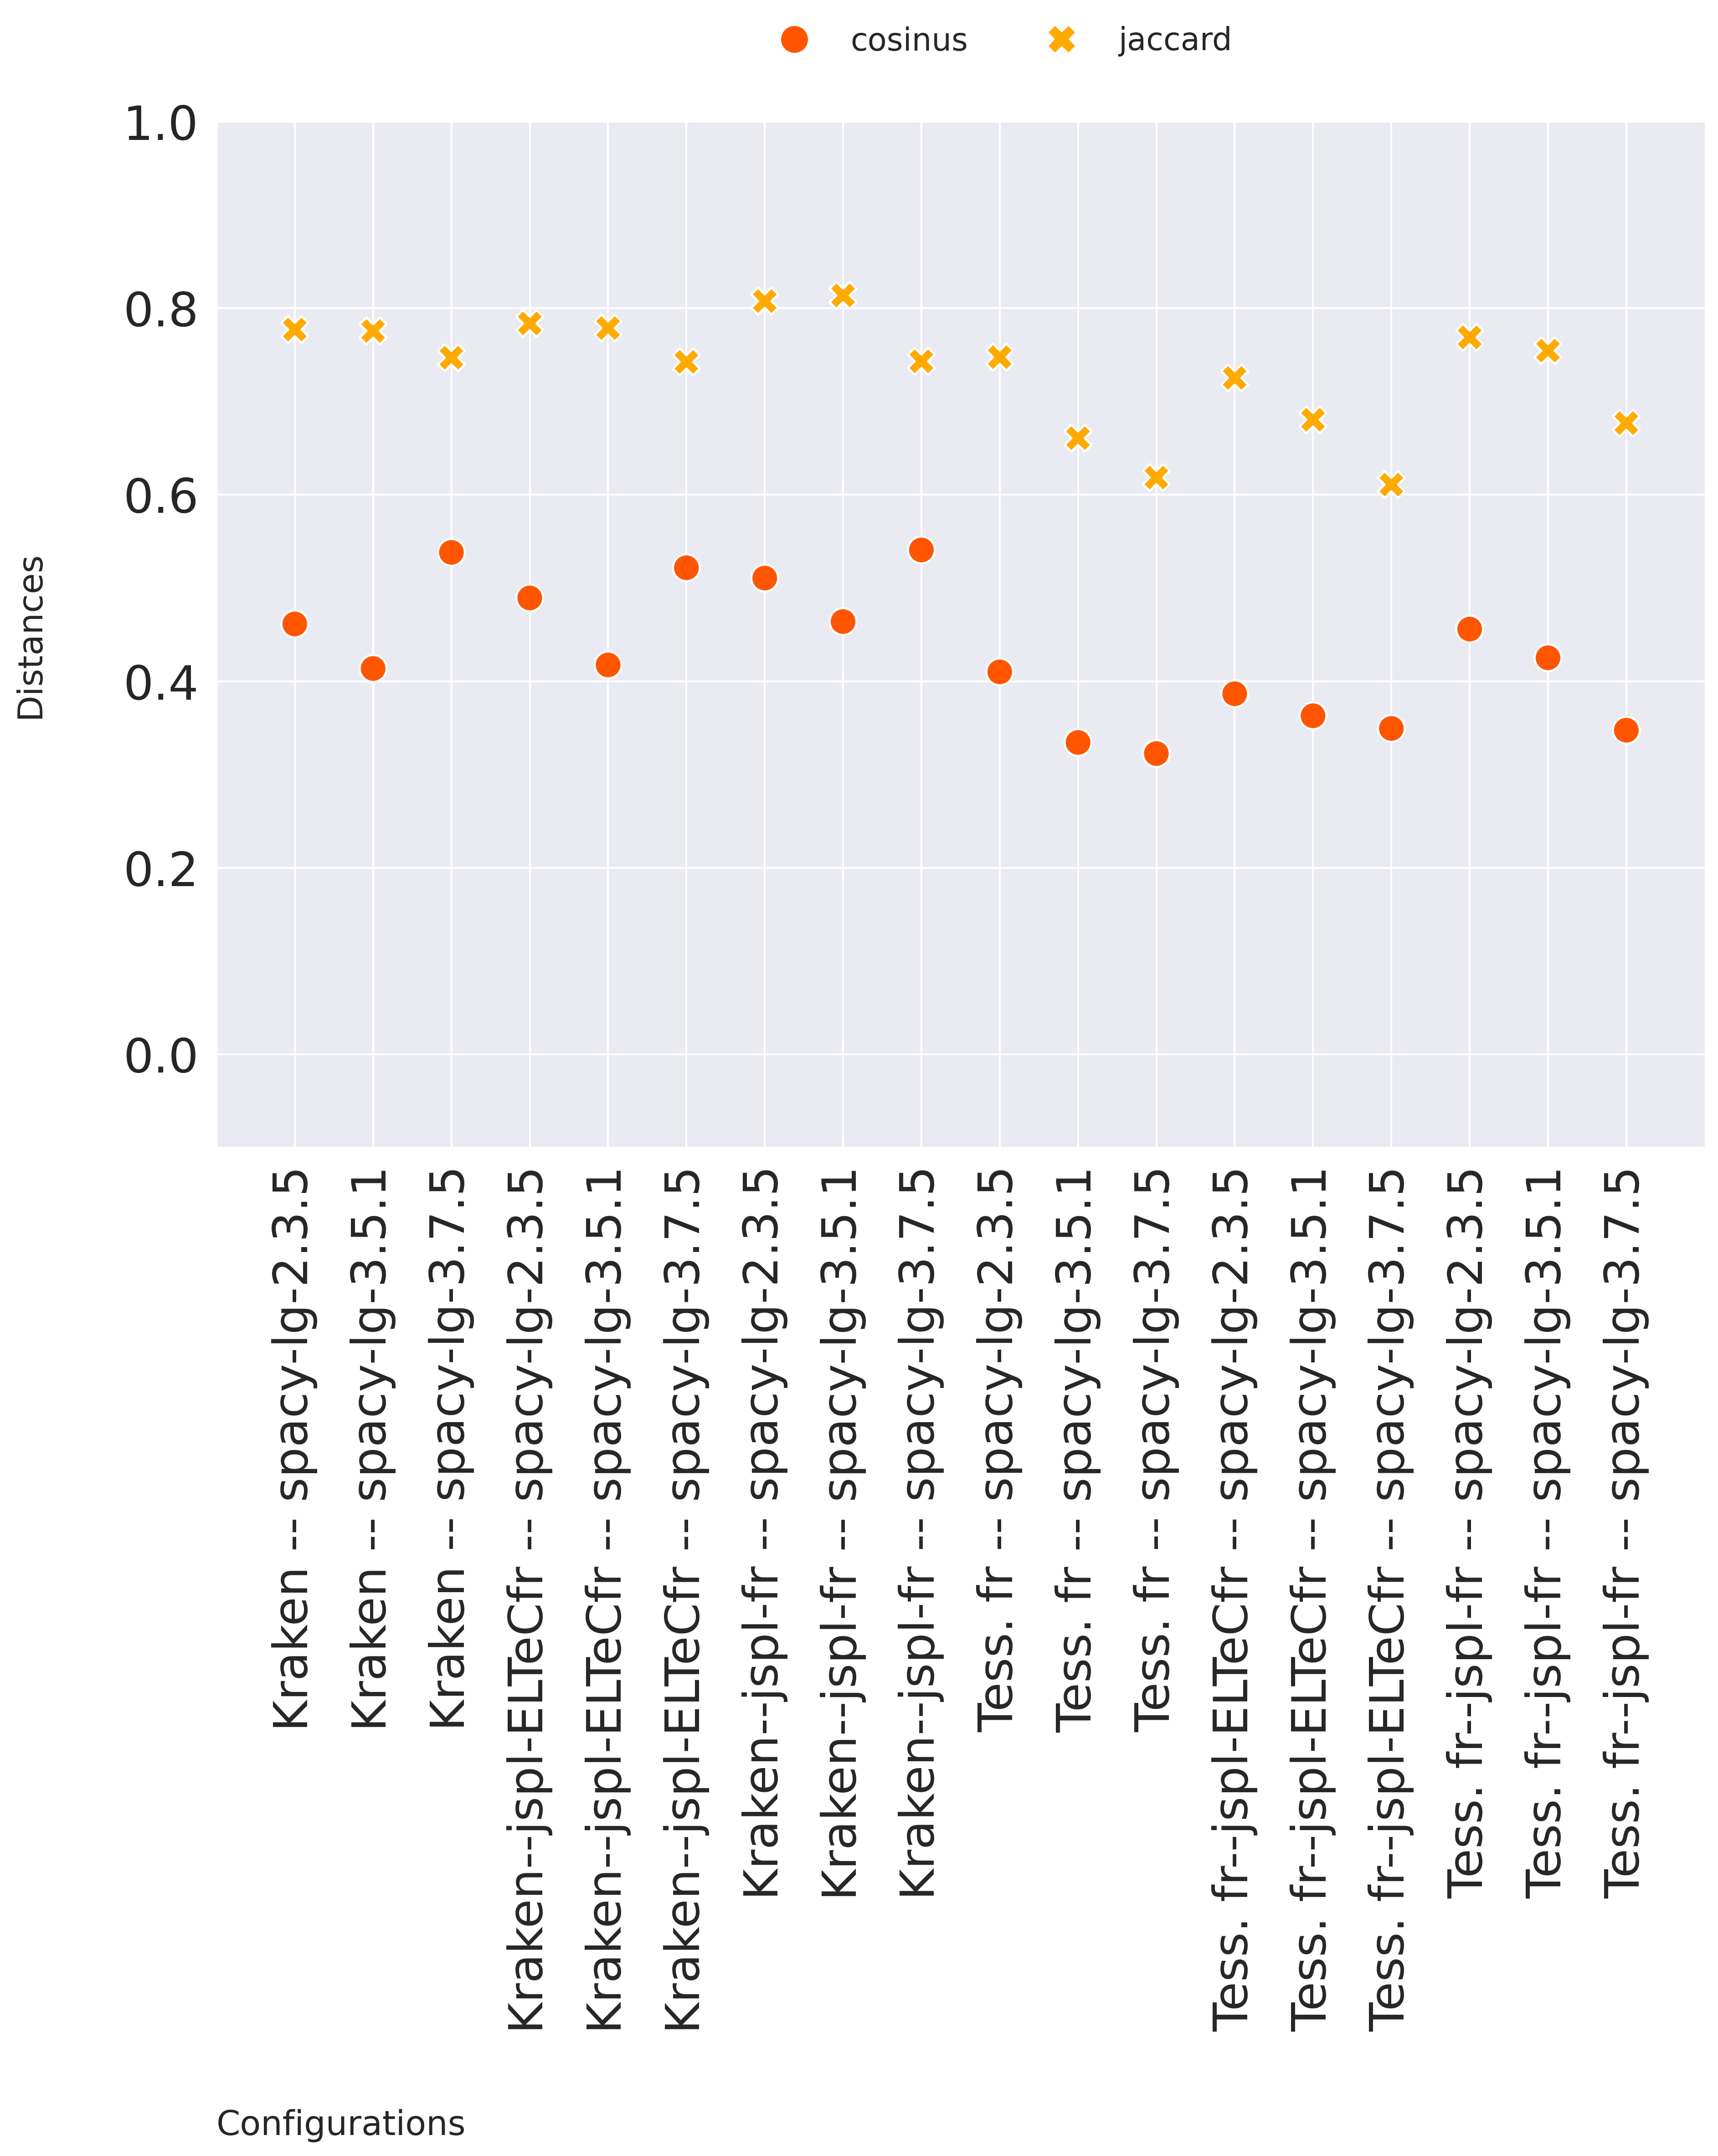 cosinus jaccard
1.0
0.8
0.6
0.4
0.2
0.0
Distances
Kraken -- spacy-lg-2.3.5
Kraken -- spacy-lg-3.5.1
Kraken -- spacy-lg-3.7.5
Kraken--jspl-ELTeCfr -- spacy-lg-2.3.5
Kraken--jspl-ELTeCfr -- spacy-lg-3.5.1
Kraken--jspl-ELTeCfr -- spacy-lg-3.7.5
Kraken--jspl-fr -- spacy-lg-2.3.5
Kraken--jspl-fr -- spacy-lg-3.5.1
Kraken--jspl-fr -- spacy-lg-3.7.5
Tess. fr -- spacy-lg-2.3.5
Tess. fr -- spacy-lg-3.5.1
Tess. fr -- spacy-lg-3.7.5
Tess. fr--jspl-ELTeCfr -- spacy-lg-2.3.5
Tess. fr--jspl-ELTeCfr -- spacy-lg-3.5.1
Tess. fr--jspl-ELTeCfr -- spacy-lg-3.7.5
Tess. fr--jspl-fr -- spacy-lg-2.3.5
Tess. fr--jspl-fr -- spacy-lg-3.5.1
Tess. fr--jspl-fr -- spacy-lg-3.7.5
Configurations